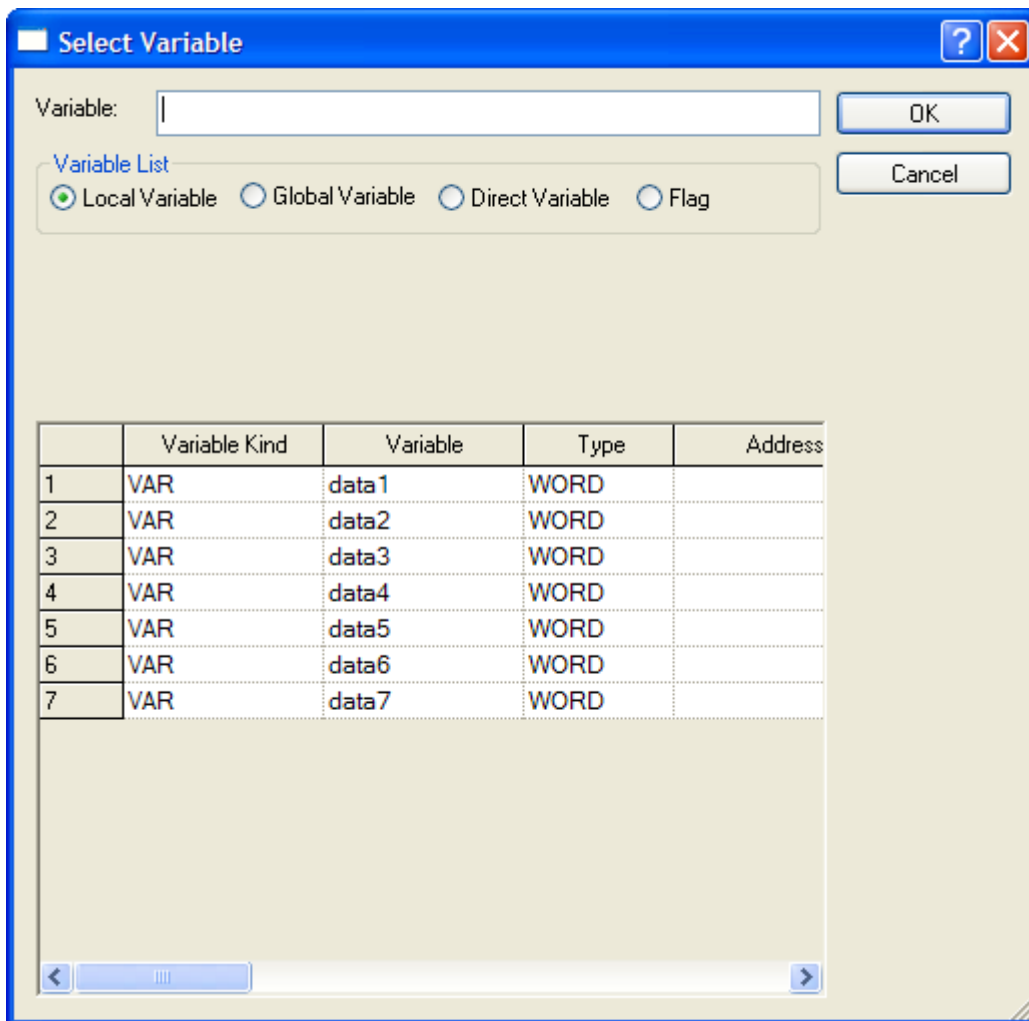 Select Variable
Variable:
OK
Variable List
Cancel
Local Variable Global Variable Direct Variable Flag
Variable Kind Variable Type Address
1 VAR data1 WORD
2 VAR data2 WORD
3 VAR data3 WORD
4 VAR data4 WORD
5 VAR data5 WORD
6 VAR data6 WORD
7 VAR data7 WORD